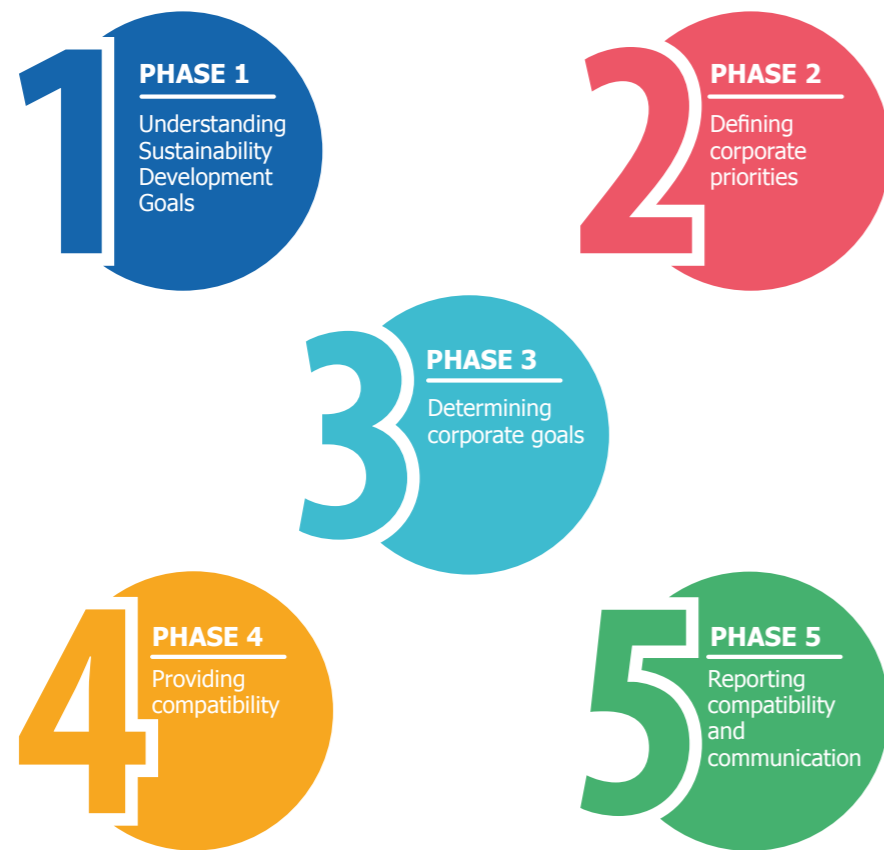 1
PHASE 1
Understanding
Sustainability
Development
Goals
2
PHASE 2
Defining
corporate
priorities
3
PHASE 3
Determining
corporate goals
4
PHASE 4
Providing
compatibility
5
PHASE 5
Reporting
compatibility
and
communication